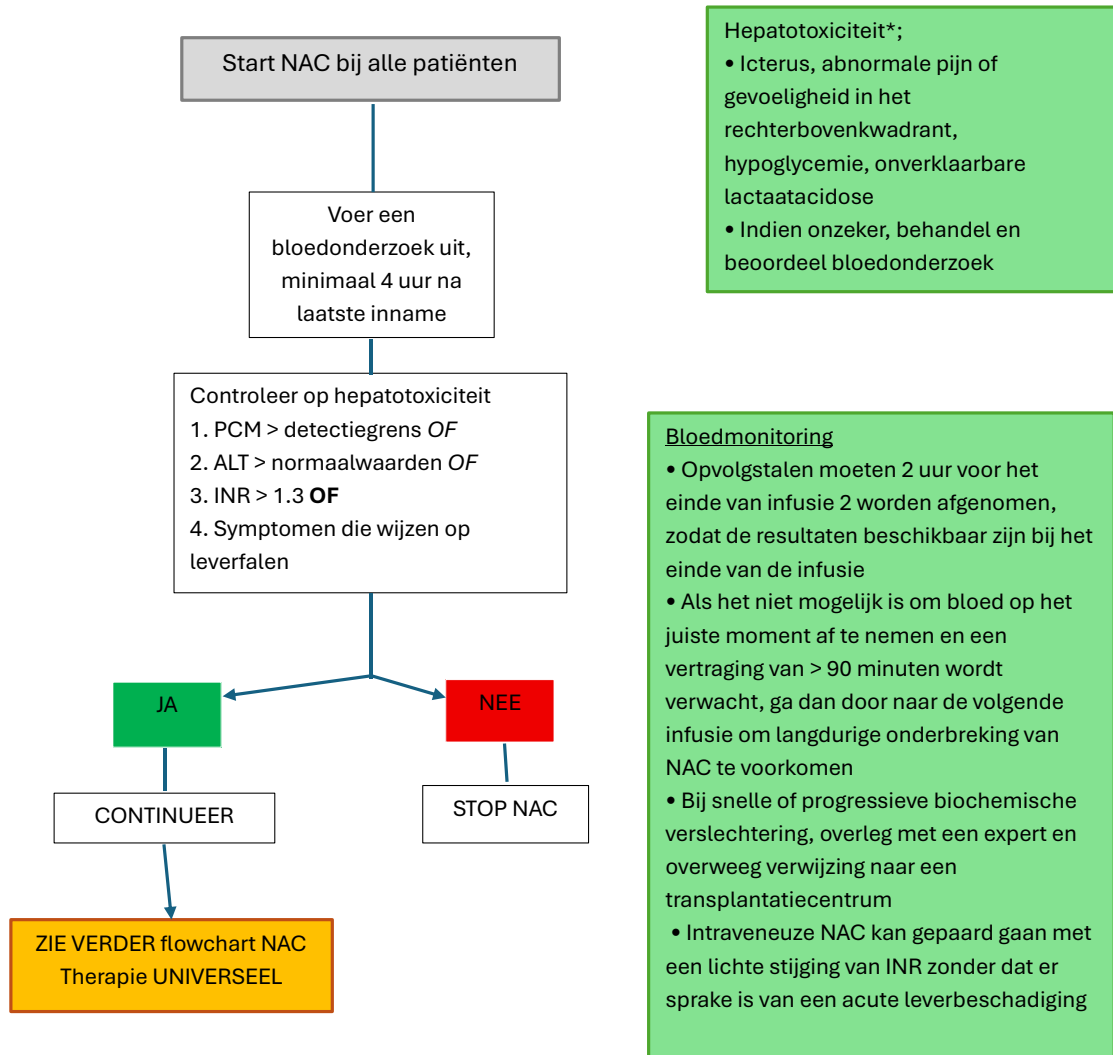 Start NAC bij alle patiënten
Voer een
bloedonderzoek uit,
minimaal 4 uur na
laatste inname
Controleer op hepatotoxiciteit
1. PCM > detectiegrens OF
2. ALT > normaalwaarden OF
3. INR > 1.3 OF
4. Symptomen die wijzen op
leverfalen
JA
NEE
CONTINUEER
STOP NAC
ZIE VERDER flowchart NAC
Therapie UNIVERSEEL
Hepatotoxiciteit*;
• Icterus, abnormale pijn of
gevoeligheid in het
rechterbovenkwadrant,
hypoglycemie, onverklaarbare
lactaatacidose
• Indien onzeker, behandel en
beoordeel bloedonderzoek
Bloedmonitoring
• Opvolgstalen moeten 2 uur voor het
einde van infusie 2 worden afgenomen,
zodat de resultaten beschikbaar zijn bij het
einde van de infusie
• Als het niet mogelijk is om bloed op het
juiste moment af te nemen en een
vertraging van > 90 minuten wordt
verwacht, ga dan door naar de volgende
infusie om langdurige onderbreking van
NAC te voorkomen
• Bij snelle of progressieve biochemische
verslechtering, overleg met een expert en
overweeg verwijzing naar een
transplantatiecentrum
• Intraveneuze NAC kan gepaard gaan met
een lichte stijging van INR zonder dat er
sprake is van een acute leverbeschadiging